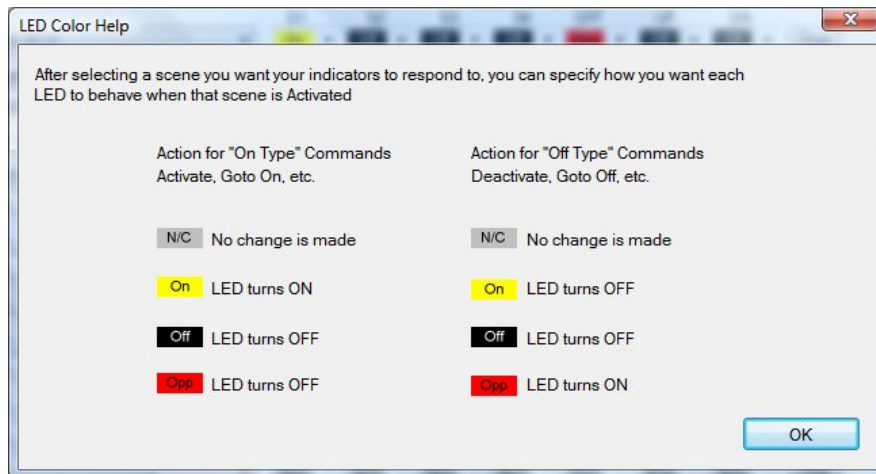 LED Color Help
After selecting a scene you want your indicators to respond to, you can specify how you want each
LED to behave when that scene is Activated
Action for "On Type" Commands
Activate, Goto On, etc.
Action for "Off Type" Commands
Deactivate, Goto Off, etc.
N/C No change is made
N/C No change is made
On LED turns ON
On LED turns OFF
Off LED turns OFF
Off LED turns OFF
Opp LED turns OFF
Opp LED turns ON
OK